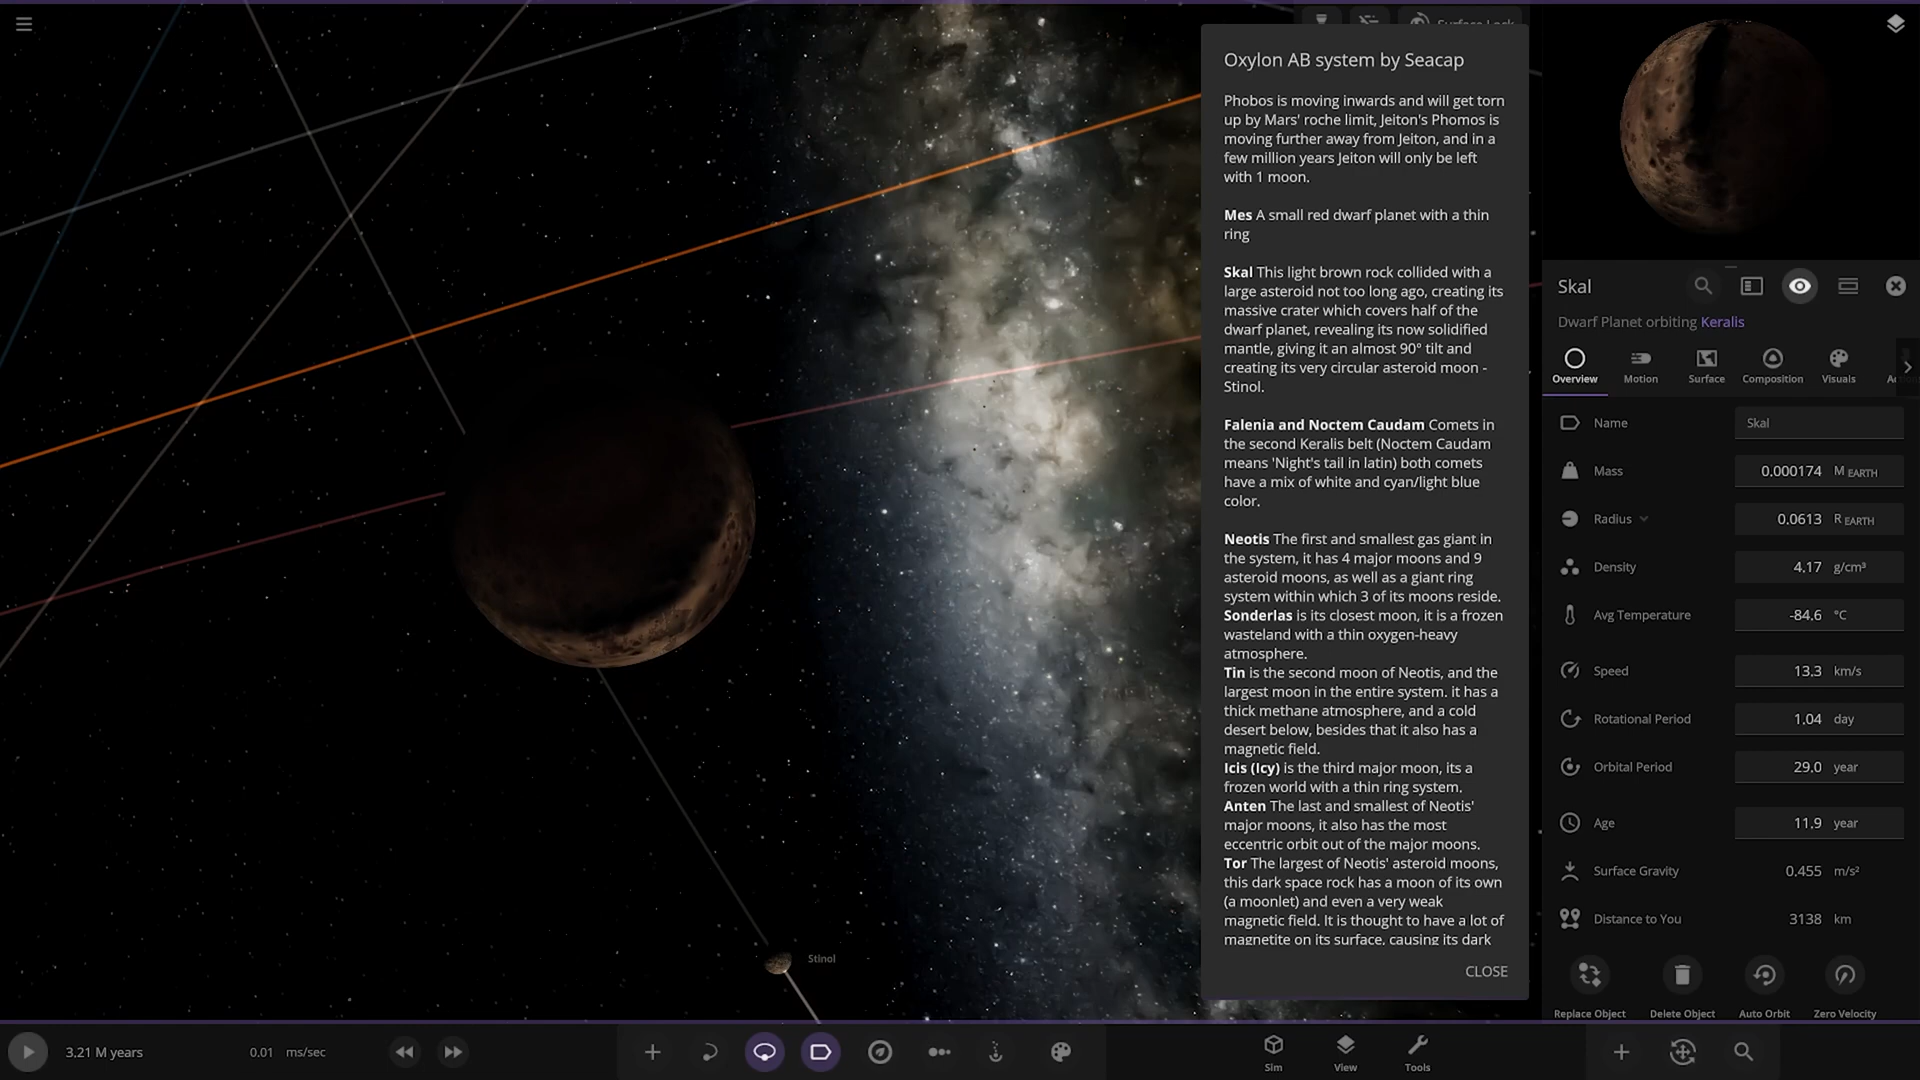 Surface Lock
Oxylon AB system by Seacap
Phobos is moving inwards and will get torn
up by Mars' roche limit, Jeiton's Phomos is
moving further away from Jeiton, and in a
few million years Jeiton will only be left
with 1 moon.
Mes A small red dwarf planet with a thin
ring
Skal This light brown rock collided with a
large asteroid not too long ago, creating its
massive crater which covers half of the
dwarf planet, revealing its now solidified
mantle, giving it an almost 90° tilt and
creating its very circular asteroid moon -
Stinol.
Falenia and Noctem Caudam Comets in
the second Keralis belt (Noctem Caudam
means 'Night's tail in latin) both comets
have a mix of white and cyan/light blue
color.
Neotis The first and smallest gas giant in
the system, it has 4 major moons and 9
asteroid moons, as well as a giant ring
system within which 3 of its moons reside.
Sonderlas is its closest moon, it is a frozen
wasteland with a thin oxygen-heavy
atmosphere.
Tin is the second moon of Neotis, and the
largest moon in the entire system. it has a
thick methane atmosphere, and a cold
desert below, besides that it also has a
magnetic field.
Icis (Icy) is the third major moon, its a
frozen world with a thin ring system.
Anten The last and smallest of Neotis'
major moons, it also has the most
eccentric orbit out of the major moons.
Tor The largest of Neotis' asteroid moons,
this dark space rock has a moon of its own
(a moonlet) and even a very weak
magnetic field. It is thought to have a lot of
magnetite on its surface, causing its dark
CLOSE
Stinol
Skal
Dwarf Planet orbiting Keralis
Overview Motion Surface Composition Visuals
Name Skal
Mass 0.000174 M EARTH
Radius 0.0613 R EARTH
Density 4.17 g/cm³
Avg Temperature -84.6 °C
Speed 13.3 km/s
Rotational Period 1.04 day
Orbital Period 29.0 year
Age 11.9 year
Surface Gravity 0.455 m/s²
Distance to You 3138 km
Replace Object Delete Object Auto Orbit Zero Velocity
3.21 M years 0.01 ms/sec
Sim View Tools